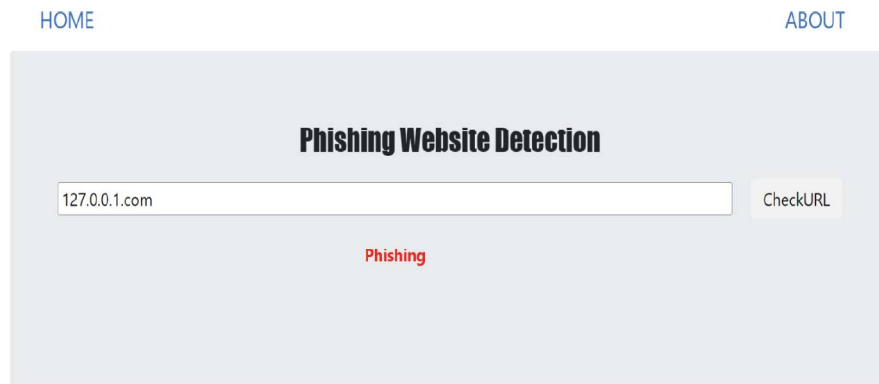 HOME ABOUT
Phishing Website Detection
127.0.0.1.com CheckURL
Phishing